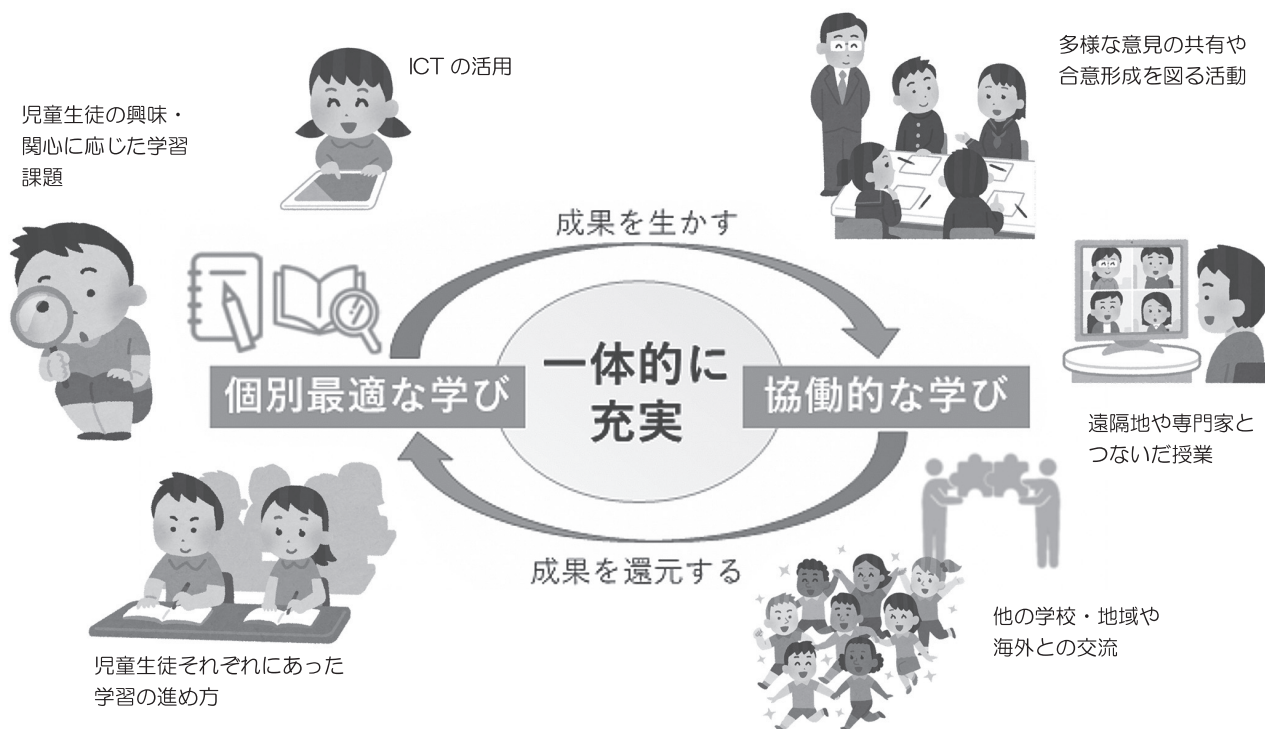 ICT の活用
児童生徒の興味・
関心に応じた学習
課題
多様な意見の共有や
合意形成を図る活動
成果を生かす
個別最適な学び
一体的に
充実
協働的な学び
遠隔地や専門家と
つないだ授業
成果を還元する
児童生徒それぞれにあった
学習の進め方
他の学校・地域や
海外との交流